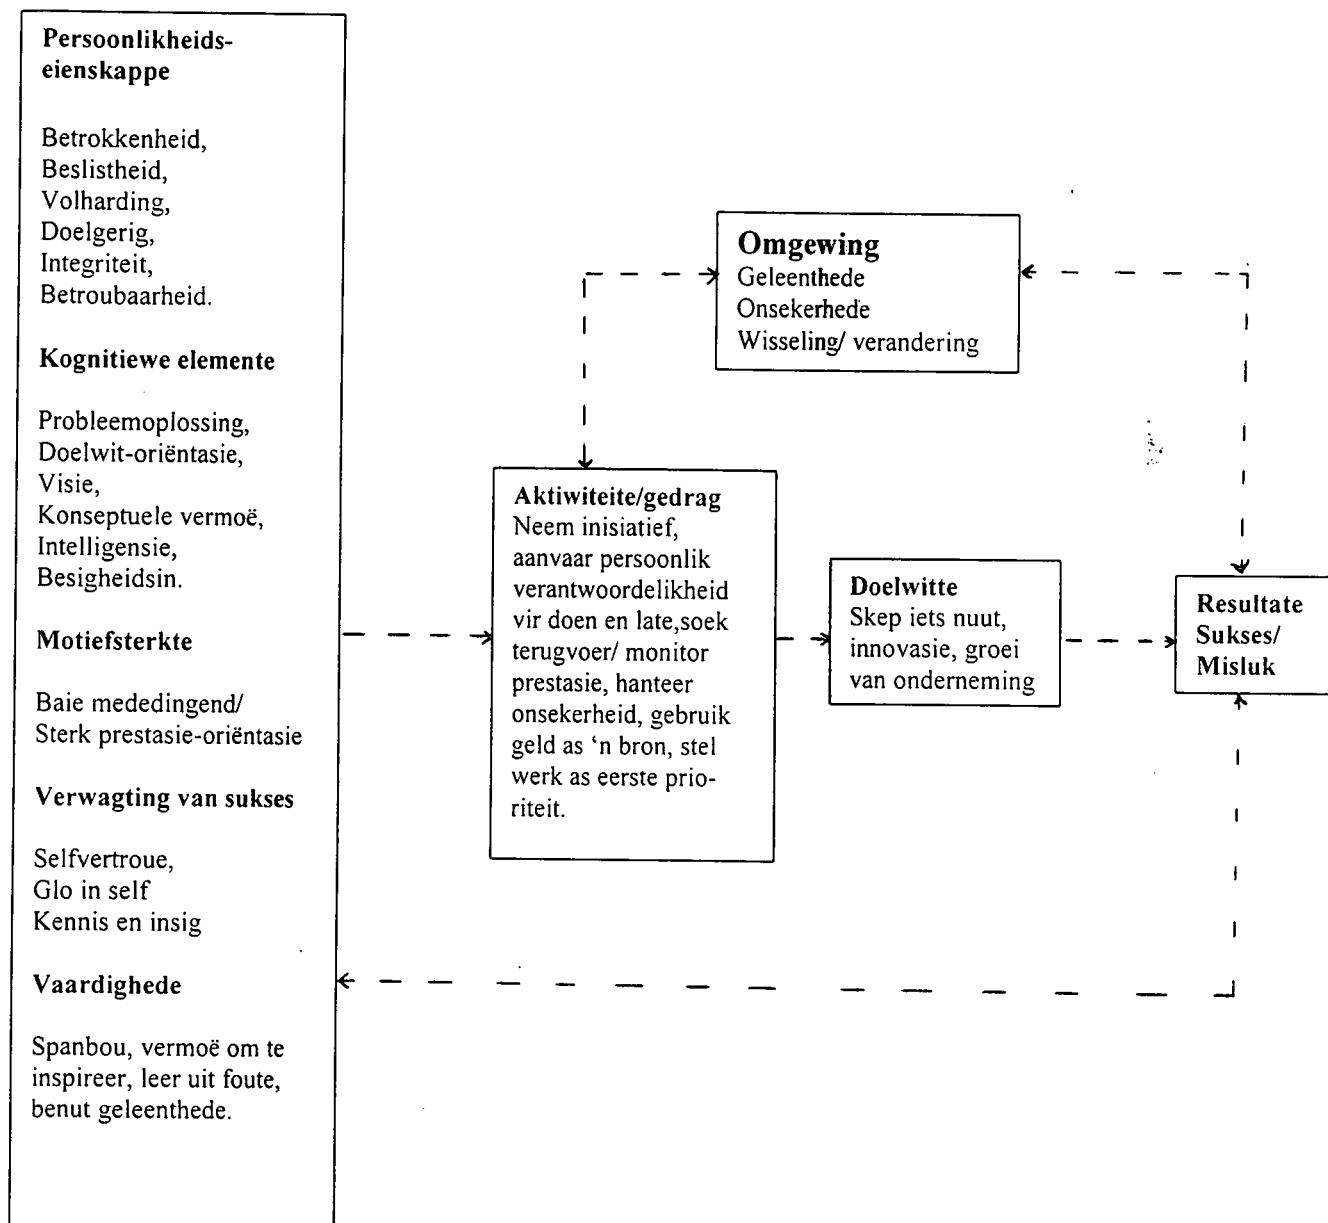 Persoonlikheids-
eienskappe
Betrokkenheid,
Beslistheid,
Volharding,
Doelgerig,
Integriteit,
Betroubaarheid.
Kognitiewe elemente
Probleemoplossing,
Doelwit-oriëntasie,
Visie,
Konseptuele vermoë,
Intelligensie,
Besigheidsin.
Motiefsterkte
Baie mededingend/
Sterk prestasie-oriëntasie
Verwagting van sukses
Selfvertroue,
Glo in self
Kennis en insig
Vaardighede
Spanbou, vermoë om te
inspireer, leer uit foute,
benut geleenthede.
Aktiwiteite/gedrag
Neem inisiatief,
aanvaar persoonlik
verantwoordelikheid
vir doen en late,soek
terugvoer/ monitor
prestasie, hanteer
onsekerheid, gebruik
geld as ‘n bron, stel
werk as eerste prio-
riteit.
Omgewing
Geleenthede
Onsekerhede
Wisseling/ verandering
Doelwitte
Skep iets nuut,
innovasie, groei
van onderneming
Resultate
Sukses/
Misluk